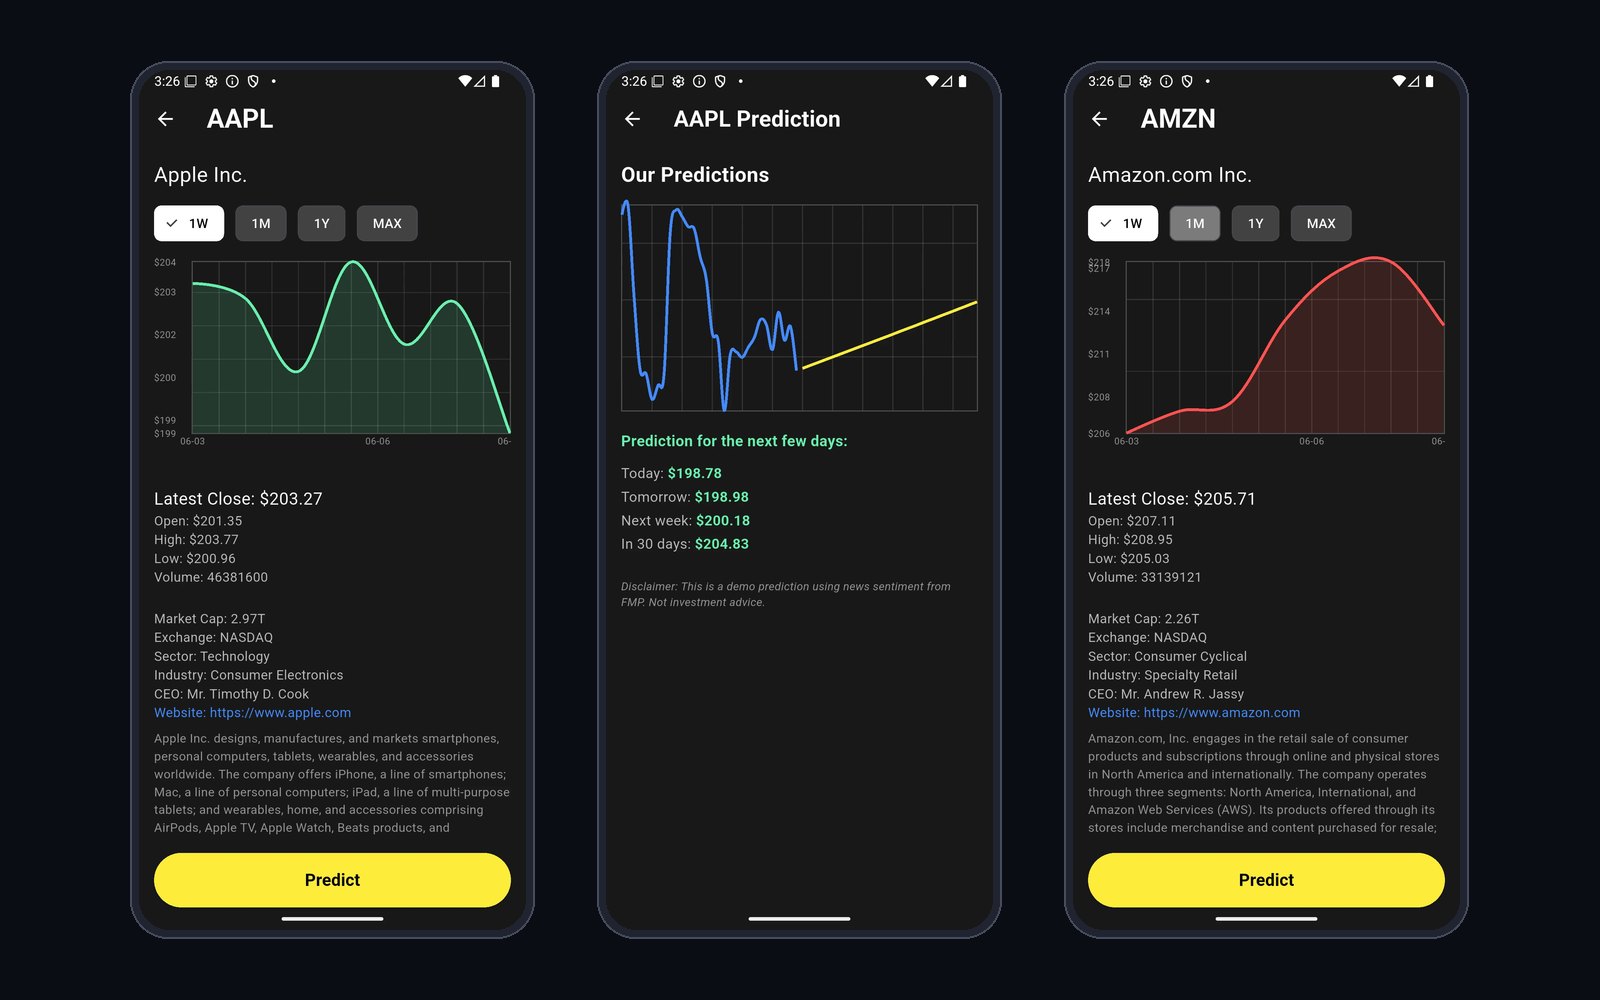 3:26
AAPL
Apple Inc.
1W 1M 1Y MAX
$204
$203
$202
$200
$199
$199
06-03 06-06 06-
Latest Close: $203.27
Open: $201.35
High: $203.77
Low: $200.96
Volume: 46381600
Market Cap: 2.97T
Exchange: NASDAQ
Sector: Technology
Industry: Consumer Electronics
CEO: Mr. Timothy D. Cook
Website: https://www.apple.com
Apple Inc. designs, manufactures, and markets smartphones,
personal computers, tablets, wearables, and accessories
worldwide. The company offers iPhone, a line of smartphones;
Mac, a line of personal computers; iPad, a line of multi-purpose
tablets; and wearables, home, and accessories comprising
AirPods, Apple TV, Apple Watch, Beats products, and
Predict
3:26
AAPL Prediction
Our Predictions
Prediction for the next few days:
Today: $198.78
Tomorrow: $198.98
Next week: $200.18
In 30 days: $204.83
Disclaimer: This is a demo prediction using news sentiment from
FMP. Not investment advice.
3:26
AMZN
Amazon.com Inc.
1W 1M 1Y MAX
$217
$214
$211
$208
$206
06-03 06-06 06-
Latest Close: $205.71
Open: $207.11
High: $208.95
Low: $205.03
Volume: 33139121
Market Cap: 2.26T
Exchange: NASDAQ
Sector: Consumer Cyclical
Industry: Specialty Retail
CEO: Mr. Andrew R. Jassy
Website: https://www.amazon.com
Amazon.com, Inc. engages in the retail sale of consumer
products and subscriptions through online and physical stores
in North America and internationally. The company operates
through three segments: North America, International, and
Amazon Web Services (AWS). Its products offered through its
stores include merchandise and content purchased for resale;
Predict